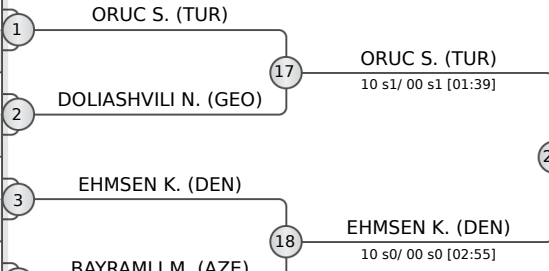 ORUC S. (TUR)
1
ORUC S. (TUR)
17
10 s1/ 00 s1 [01:39]
DOLIASHVILI N. (GEO)
2
EHMSEN K. (DEN)
3
EHMSEN K. (DEN)
18
10 s0/ 00 s0 [02:55]
(AZE)